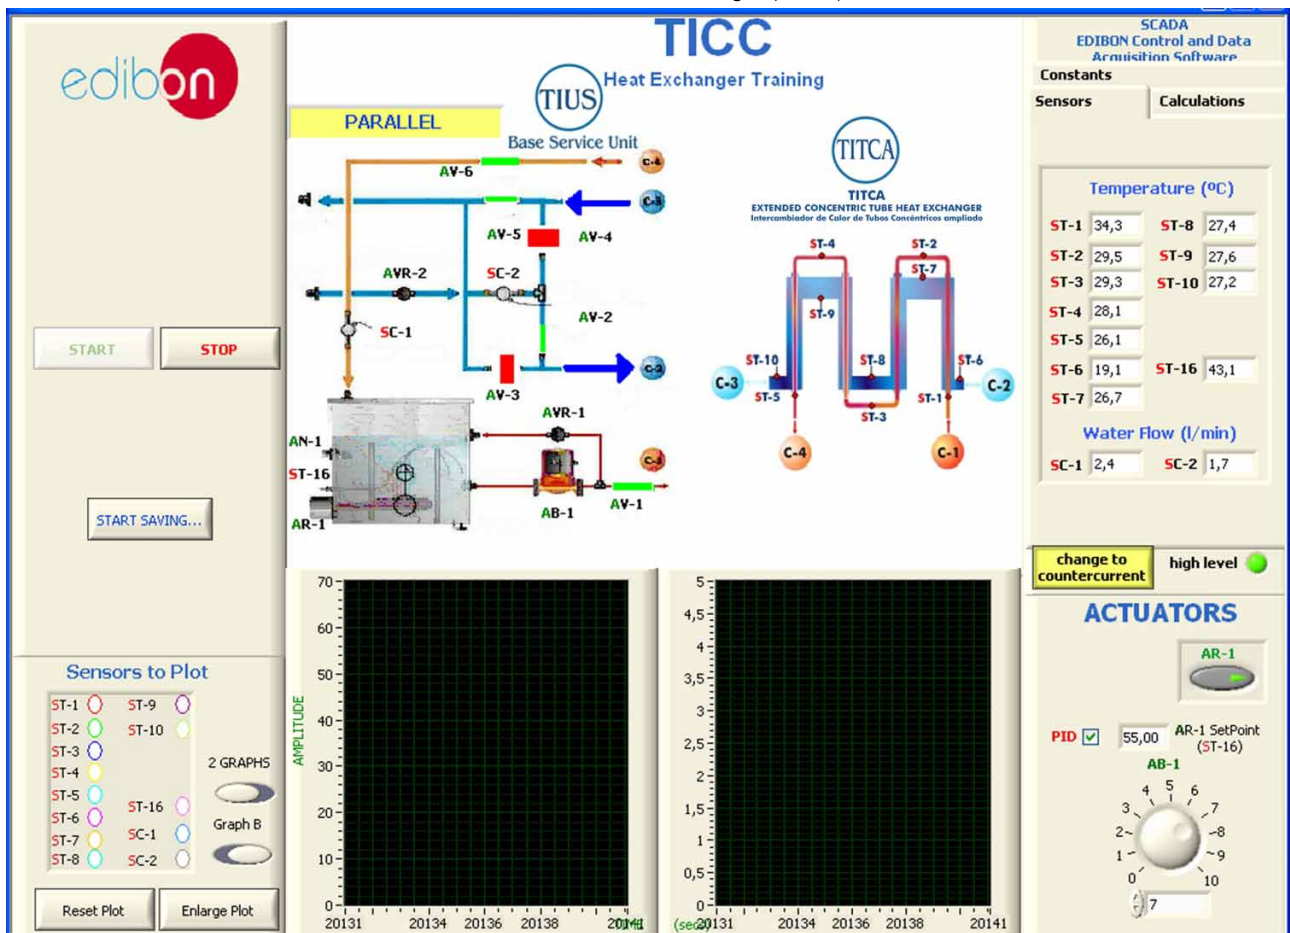 TICC
Heat Exchanger Training
SCADA
EDIBON Control and Data
Acquisition Software
Constants
Sensors
Calculations
edibon
PARALLEL
TIUS
Base Service Unit
TITCA
TITCA
EXTENDED CONCENTRIC TUBE HEAT EXCHANGER
Intercambiador de Calor de Tubos Concéntricos ampliado
AV-6
C-4
C-3
AV-5
AV-4
AVR-2
SC-2
AV-2
SC-1
C-2
AV-3
AVR-1
AN-1
ST-16
AR-1
AB-1
AV-1
ST-4
ST-2
ST-7
ST-9
ST-10
ST-8
ST-6
C-3
C-2
ST-5
ST-1
ST-3
C-4
C-1
START
STOP
START SAVING...
Temperature (ºC)
ST-1 34,3 ST-8 27,4
ST-2 29,5 ST-9 27,6
ST-3 29,3 ST-10 27,2
ST-4 28,1
ST-5 26,1
ST-6 19,1 ST-16 43,1
ST-7 26,7
Water Flow (l/min)
SC-1 2,4 SC-2 1,7
change to
countercurrent
high level
ACTUATORS
AR-1
PID 55,00 AR-1 SetPoint
(ST-16)
AB-1
0 1 2 3 4 5 6 7 8 9 10
7
Sensors to Plot
ST-1 ST-9
ST-2 ST-10
ST-3
ST-4
ST-5
ST-6 ST-16
ST-7 SC-1
ST-8 SC-2
2 GRAPHS
Graph B
Reset Plot
Enlarge Plot
AMPLITUDE
70
60
50
40
30
20
10
0
20131 20134 20136 20138
5
4,5
4
3,5
3
2,5
2
1,5
1
0,5
0
(secs)
20131 20134 20136 20138 20141